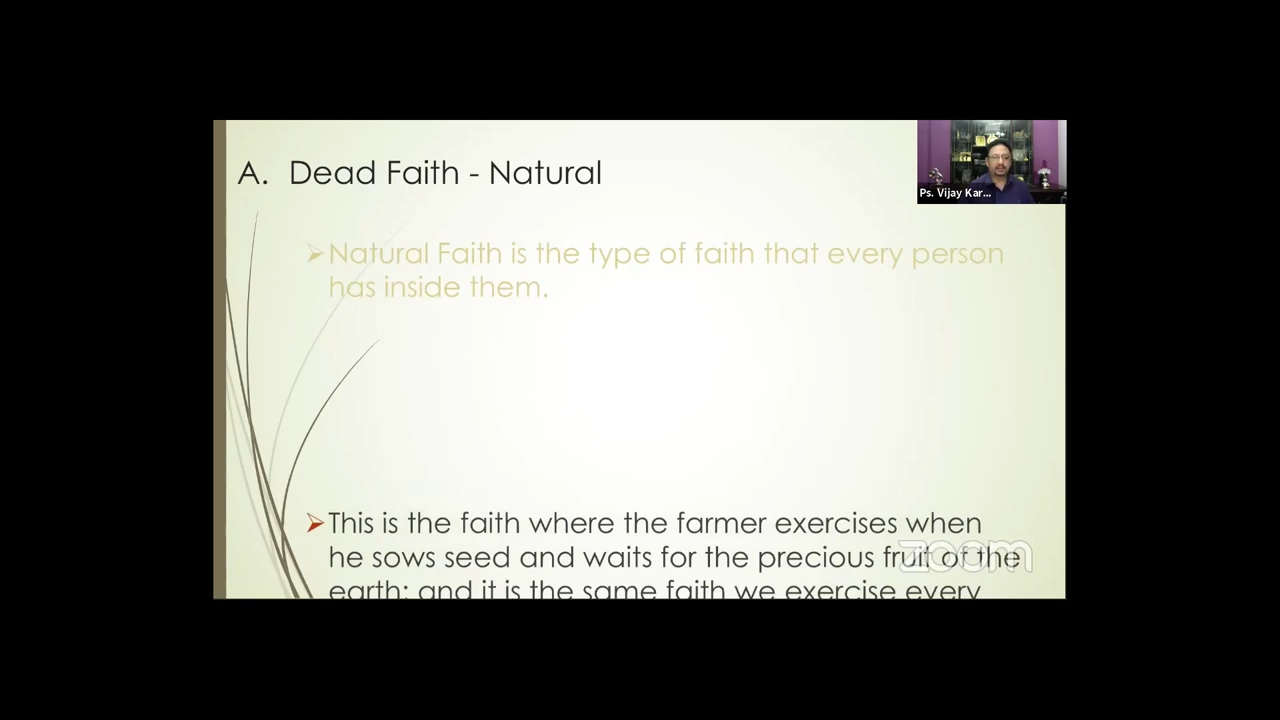 A. Dead Faith - Natural
Ps. Vijay Kar...
➢Natural Faith is the type of faith that every person
has inside them.
➢This is the faith where the farmer exercises when
he sows seed and waits for the precious fruit of the
earth; and it is the same faith we exercise every
zoom